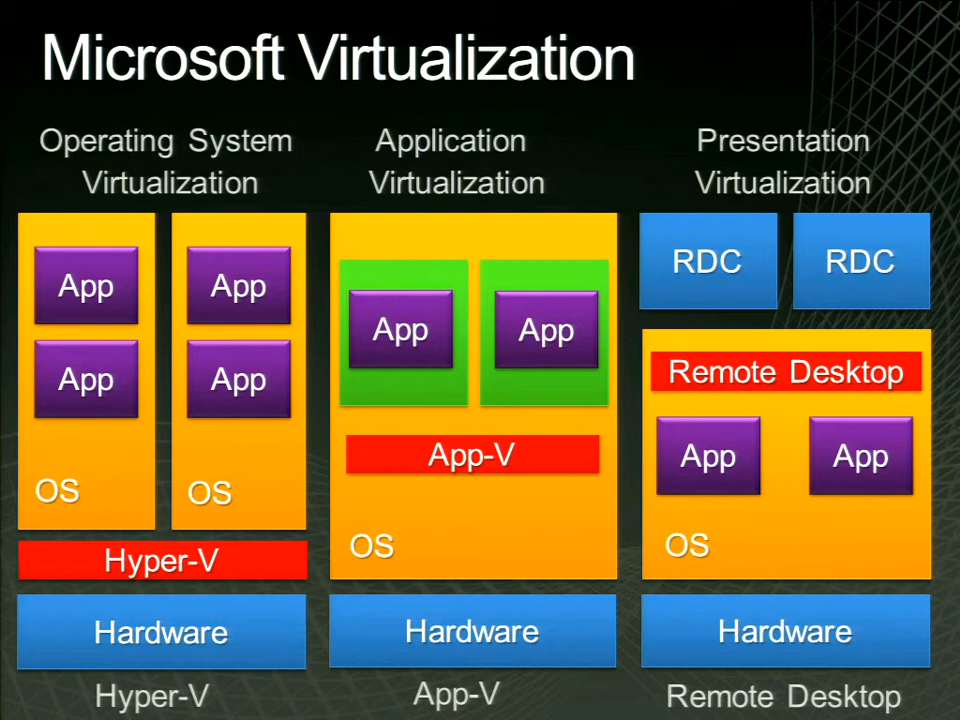 Microsoft Virtualization
Operating System
Virtualization
Application
Virtualization
Presentation
Virtualization
App
App
App
App
OS
OS
Hyper-V
Hardware
Hyper-V
App
App
App-V
OS
Hardware
App-V
RDC
RDC
Remote Desktop
App
App
OS
Hardware
Remote Desktop